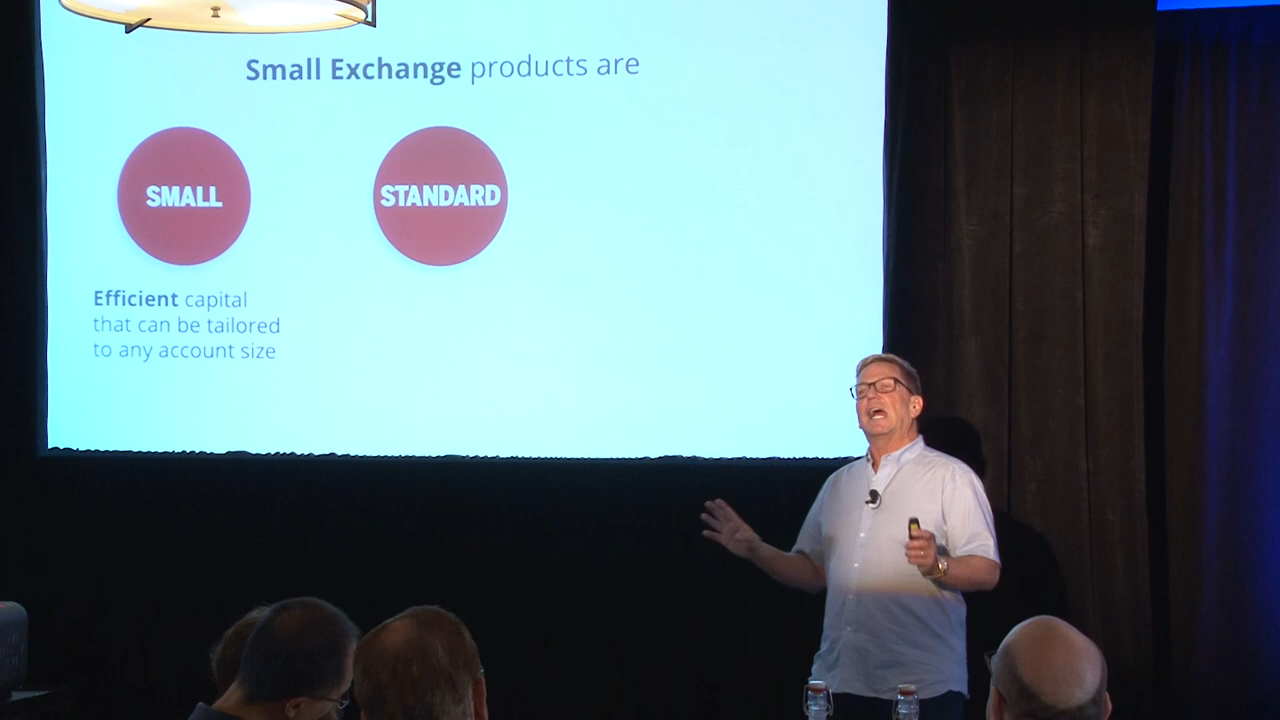 Small Exchange products are
SMALL
STANDARD
Efficient capital
that can be tailored
to any account size